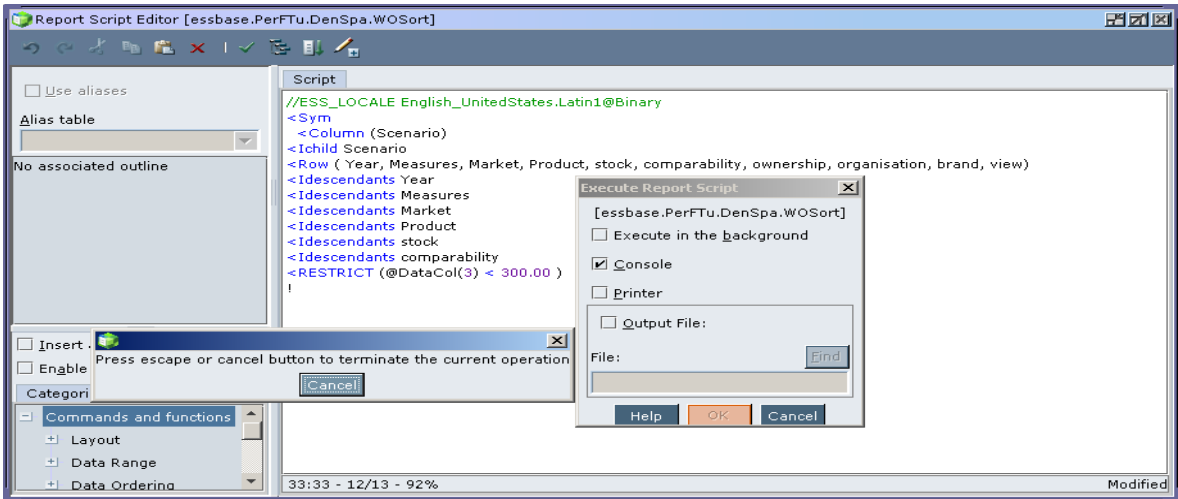 Report Script Editor [essbase.PerFTu.DenSpa.WOSort]
Use aliases
Alias table
No associated outline
Insert
Enable
Categori
Commands and functions
Layout
Data Range
Data Ordering
Script
//ESS_LOCALE English_UnitedStates.Latin1@Binary
<Sym
<Column (Scenario)
<Ichild Scenario
<Row ( Year, Measures, Market, Product, stock, comparability, ownership, organisation, brand, view)
<Idescendants Year
<Idescendants Measures
<Idescendants Market
<Idescendants Product
<Idescendants stock
<Idescendants comparability
<RESTRICT (@DataCol(3) < 300.00 )
!
33:33 - 12/13 - 92%
Modified
Press escape or cancel button to terminate the current operation
Cancel
Execute Report Script
[essbase.PerFTu.DenSpa.WOSort]
Execute in the background
Console
Printer
Output File:
File:
Find
Help
OK
Cancel